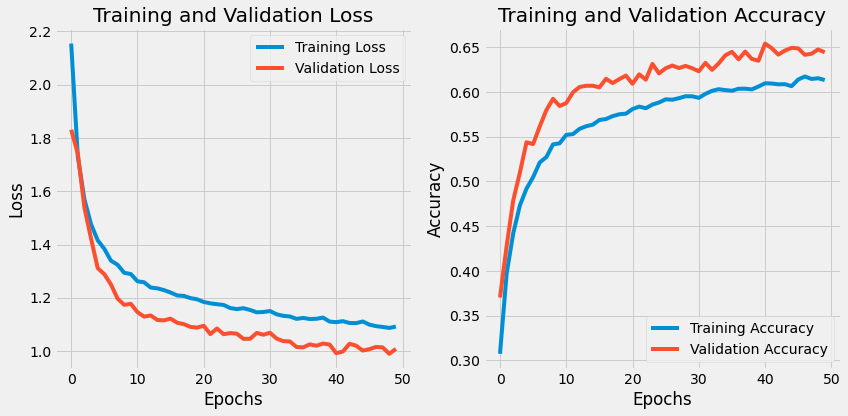 Training and Validation Loss
2.2
2.0
1.8
1.6
1.4
1.2
1.0
Loss
0
10
20
30
40
50
Epochs
Training Loss
Validation Loss
Training and Validation Accuracy
0.65
0.60
0.55
0.50
0.45
0.40
0.35
0.30
Accuracy
0
10
20
30
40
50
Epochs
Training Accuracy
Validation Accuracy